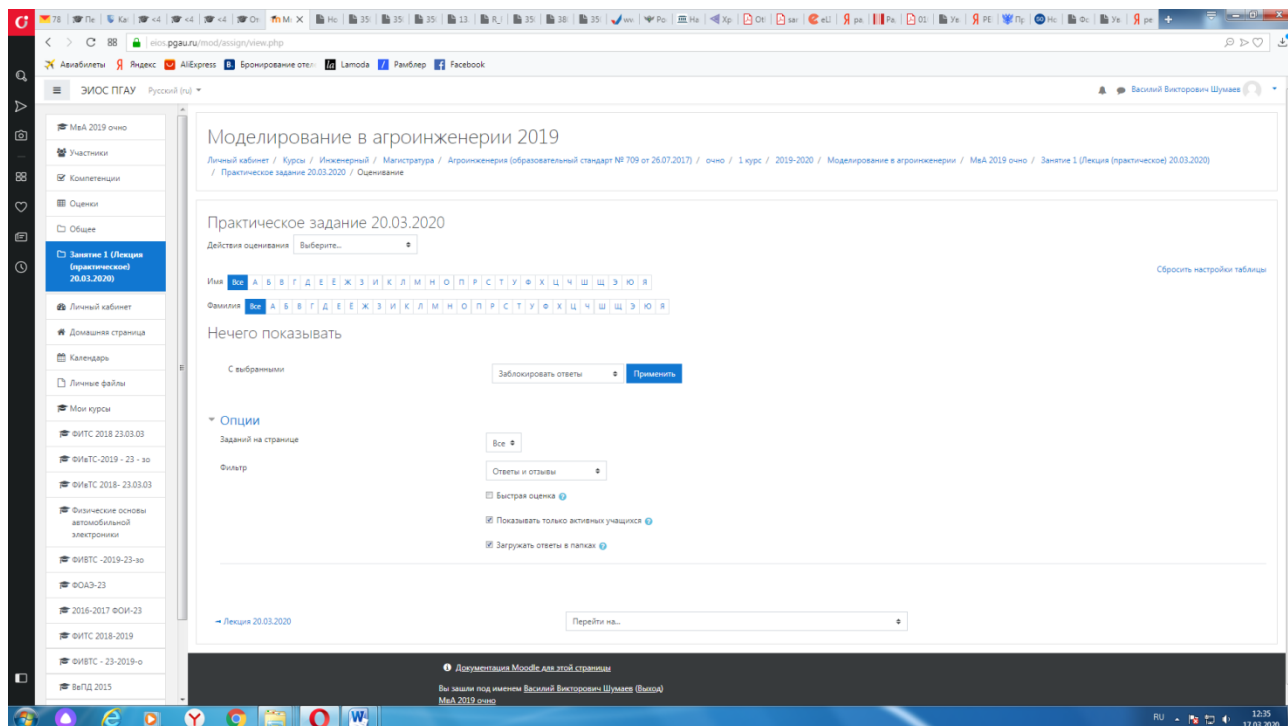 eios.pgau.ru/mod/assign/view.php
Авиабилеты Яндекс AliExpress Бронирование отел Lamoda Рамблер Facebook
ЭИОС ПГАУ Русский (ru)
Василий Викторович Шумаев
МвА 2019 очно
Участники
Компетенции
Оценки
Общее
Занятие 1 (Лекция
(практическое)
20.03.2020)
Личный кабинет
Домашняя страница
Календарь
Личные файлы
Мои курсы
ФИТС 2018 23.03.03
ФИвТС-2019 - 23 - зо
ФИвТС 2018- 23.03.03
Физические основы
автомобильной
электроники
ФИВТС -2019-23-зо
ФОАЭ-23
2016-2017 ФОИ-23
ФИТС 2018-2019
ФИВТС - 23-2019-о
ВвПД 2015
Моделирование в агроинженерии 2019
Личный кабинет / Курсы / Инженерный / Магистратура / Агроинженерия (образовательный стандарт № 709 от 26.07.2017) / очно / 1 курс / 2019-2020 / Моделирование в агроинженерии / МвА 2019 очно / Занятие 1 (Лекция (практическое) 20.03.2020)
/ Практическое задание 20.03.2020 / Оценивание
Практическое задание 20.03.2020
Действия оценивания Выберите...
Сбросить настройки таблицы
Имя Все А Б В Г Д Е Ё Ж З И К Л М Н О П Р С Т У Ф Х Ц Ч Ш Щ Э Ю Я
Фамилия Все А Б В Г Д Е Ё Ж З И К Л М Н О П Р С Т У Ф Х Ц Ч Ш Щ Э Ю Я
Нечего показывать
С выбранными Заблокировать ответы Применить
Опции
Заданий на странице Все
Фильтр Ответы и отзывы
Быстрая оценка
Показывать только активных учащихся
Загружать ответы в папках
Лекция 20.03.2020 Перейти на...
Документация Moodle для этой страницы
Вы зашли под именем Василий Викторович Шумаев (Выход)
МвА 2019 очно
RU 12:35
17.03.2020